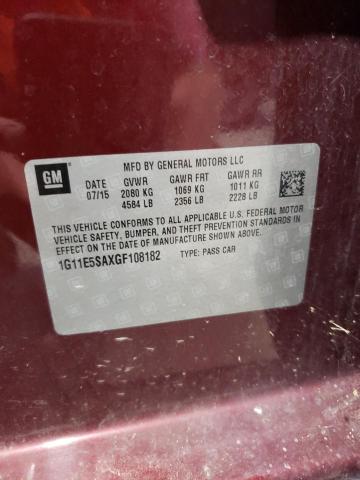 GM
MFD BY GENERAL MOTORS LLC
DATE GVWR GAWR FRT GAWR RR
07/15 2080 KG 1069 KG 1011 KG
4584 LB 2356 LB 2228 LB
THIS VEHICLE CONFORMS TO ALL APPLICABLE U.S. FEDERAL MOTOR
VEHICLE SAFETY, BUMPER, AND THEFT PREVENTION STANDARDS IN
EFFECT ON THE DATE OF MANUFACTURE SHOWN ABOVE.
1G11E5SAXGF108182 TYPE: PASS CAR